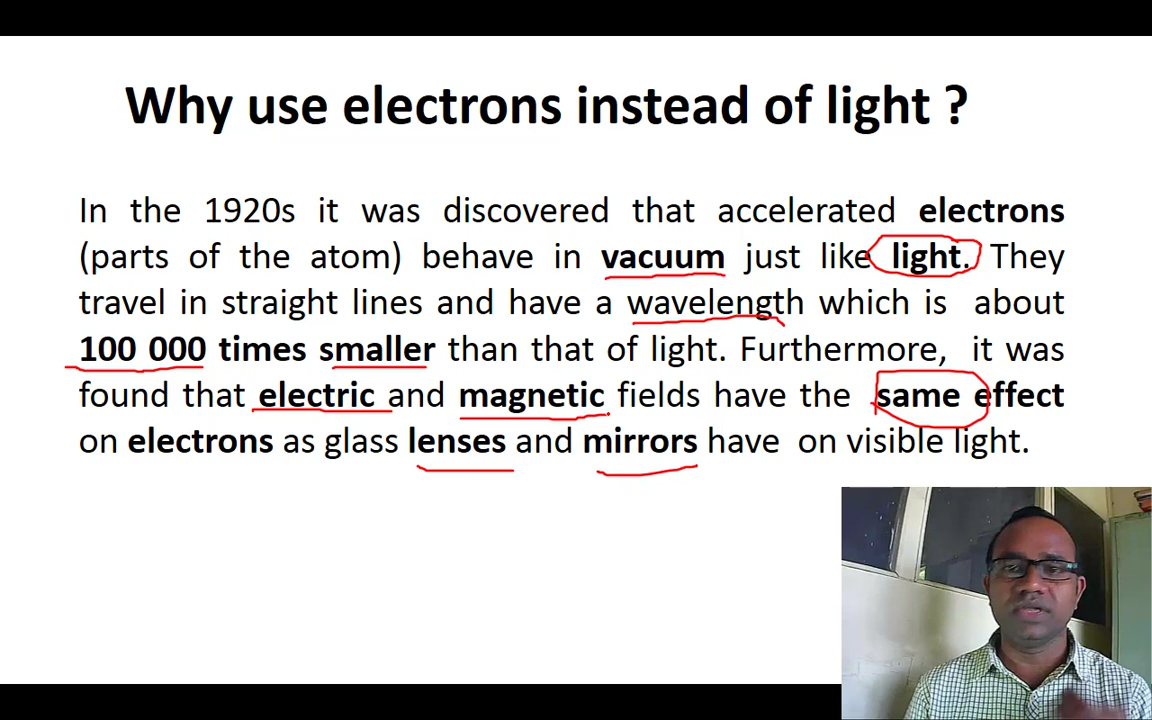 Why use electrons instead of light ?
In the 1920s it was discovered that accelerated electrons
(parts of the atom) behave in vacuum just like light. They
travel in straight lines and have a wavelength which is about
100 000 times smaller than that of light. Furthermore, it was
found that electric and magnetic fields have the same effect
on electrons as glass lenses and mirrors have on visible light.